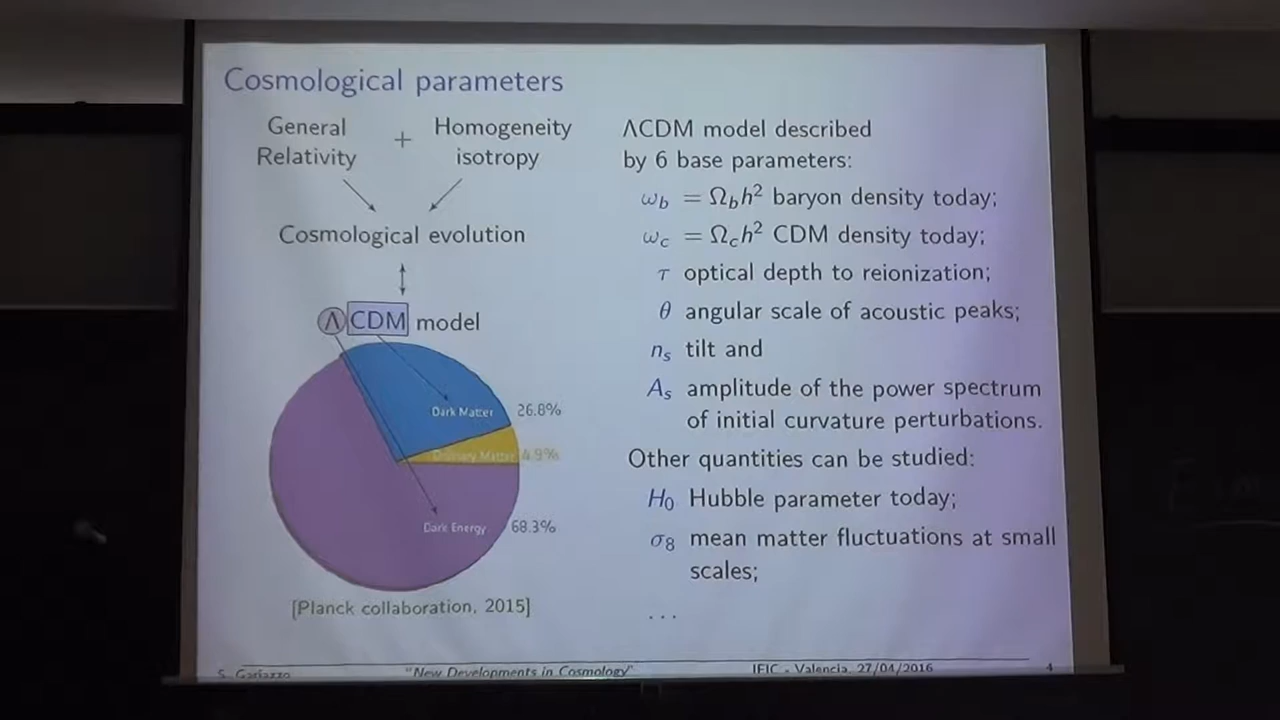 Cosmological parameters
General
Relativity
+
Homogeneity
isotropy
Cosmological evolution
ΛCDM model
Dark Matter
26.8%
Ordinary Matter
4.9%
Dark Energy
68.3%
[Planck collaboration, 2015]
ΛCDM model described
by 6 base parameters:
ω_b = Ω_b h² baryon density today;
ω_c = Ω_c h² CDM density today;
τ optical depth to reionization;
θ angular scale of acoustic peaks;
n_s tilt and
A_s amplitude of the power spectrum
of initial curvature perturbations.
Other quantities can be studied:
H₀ Hubble parameter today;
σ₈ mean matter fluctuations at small
scales;
...
S. Gariazzo
"New Developments in Cosmology"
IFIC - Valencia, 27/04/2016
4